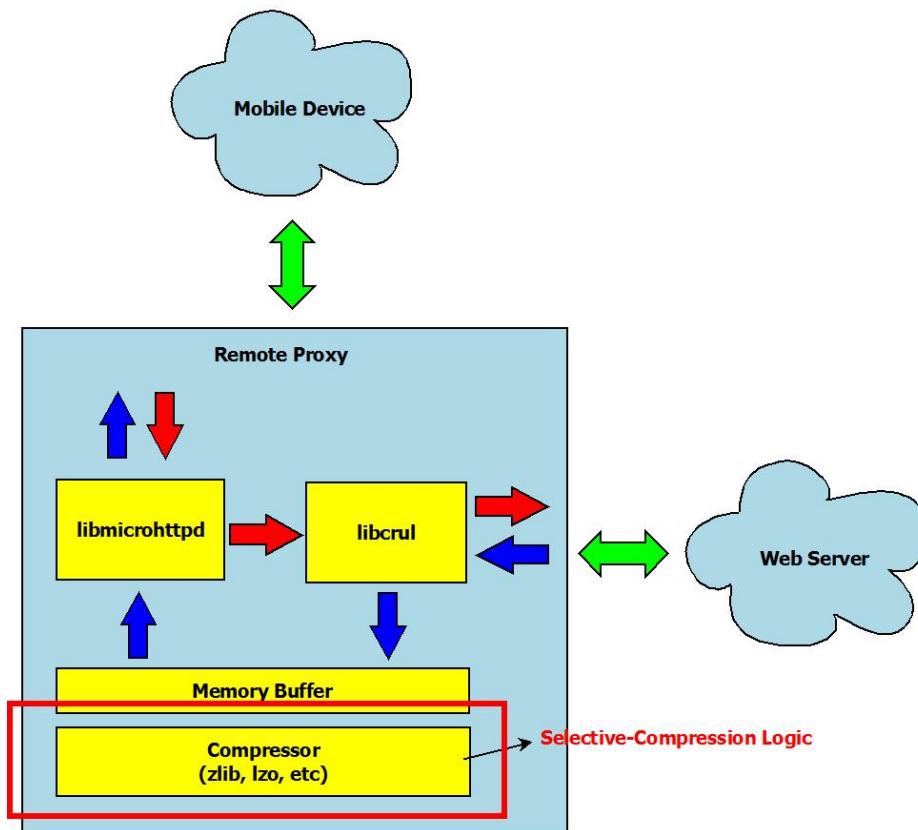 Mobile Device
Remote Proxy
libmicrohttpd
libcrul
Web Server
Memory Buffer
Compressor
(zlib, lzo, etc)
Selective-Compression Logic